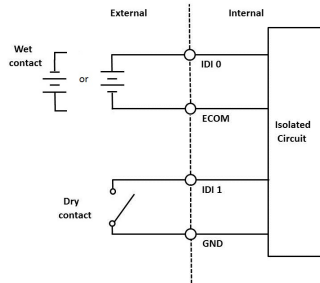 External
Internal
Wet
contact
or
IDI 0
ECOM
Isolated
Circuit
IDI 1
Dry
contact
GND